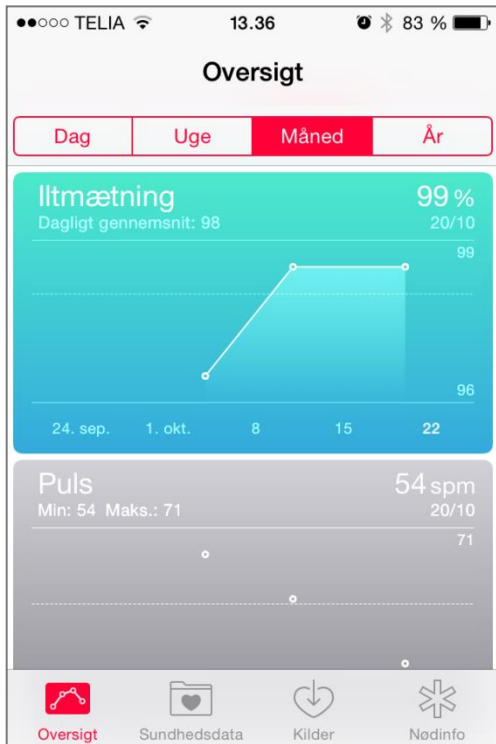 TELIA 13.36 83 %
Oversigt
Dag Uge Måned År
Iltmætning 99 %
Dagligt gennemsnit: 98 20/10
99
96
24. sep. 1. okt. 8 15 22
Puls 54 spm
Min: 54 Maks.: 71 20/10
71
Oversigt Sundhedsdata Kilder Nødinfo